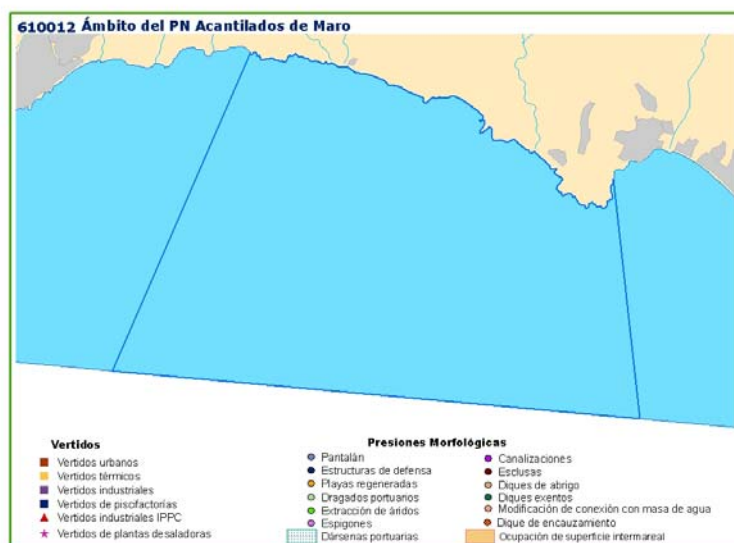 610012 Ámbito del PN Acantilados de Maro
Vertidos
Vertidos urbanos
Vertidos térmicos
Vertidos industriales
Vertidos de piscifactorías
Vertidos industriales IPPC
Vertidos de plantas desaladoras
Presiones Morfológicas
Pantalán
Estructuras de defensa
Playas regeneradas
Dragados portuarios
Extracción de áridos
Espigones
Dársenas portuarias
Canalizaciones
Esclusas
Diques de abrigo
Diques exentos
Modificación de conexión con masa de agua
Dique de encauzamiento
Ocupación de superficie intermareal